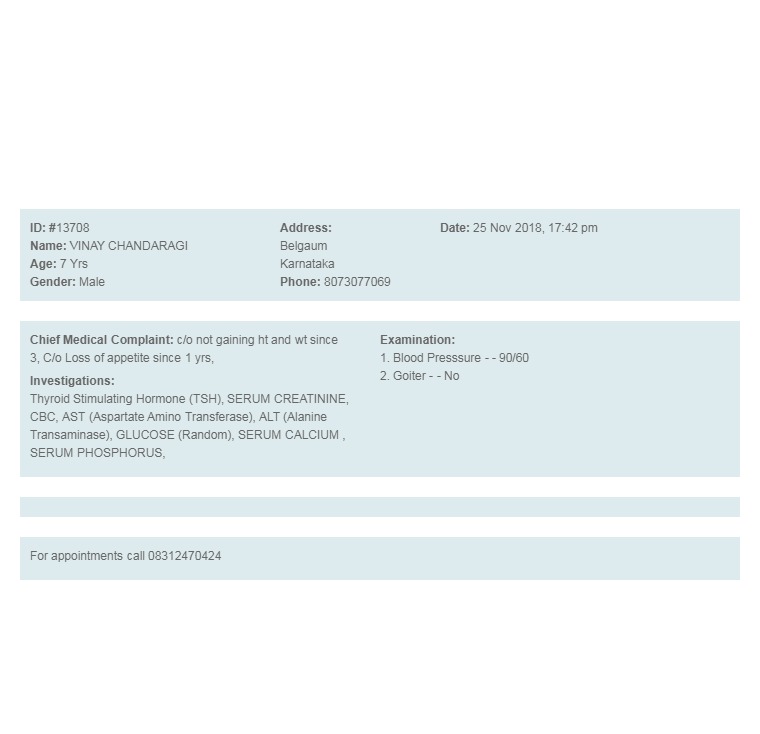 ID: #13708
Name: VINAY CHANDARAGI
Age: 7 Yrs
Gender: Male
Address:
Belgaum
Karnataka
Phone: 8073077069
Date: 25 Nov 2018, 17:42 pm
Chief Medical Complaint: c/o not gaining ht and wt since
3, C/o Loss of appetite since 1 yrs,
Investigations:
Thyroid Stimulating Hormone (TSH), SERUM CREATININE,
CBC, AST (Aspartate Amino Transferase), ALT (Alanine
Transaminase), GLUCOSE (Random), SERUM CALCIUM ,
SERUM PHOSPHORUS,
Examination:
1. Blood Presssure - - 90/60
2. Goiter - - No
For appointments call 08312470424